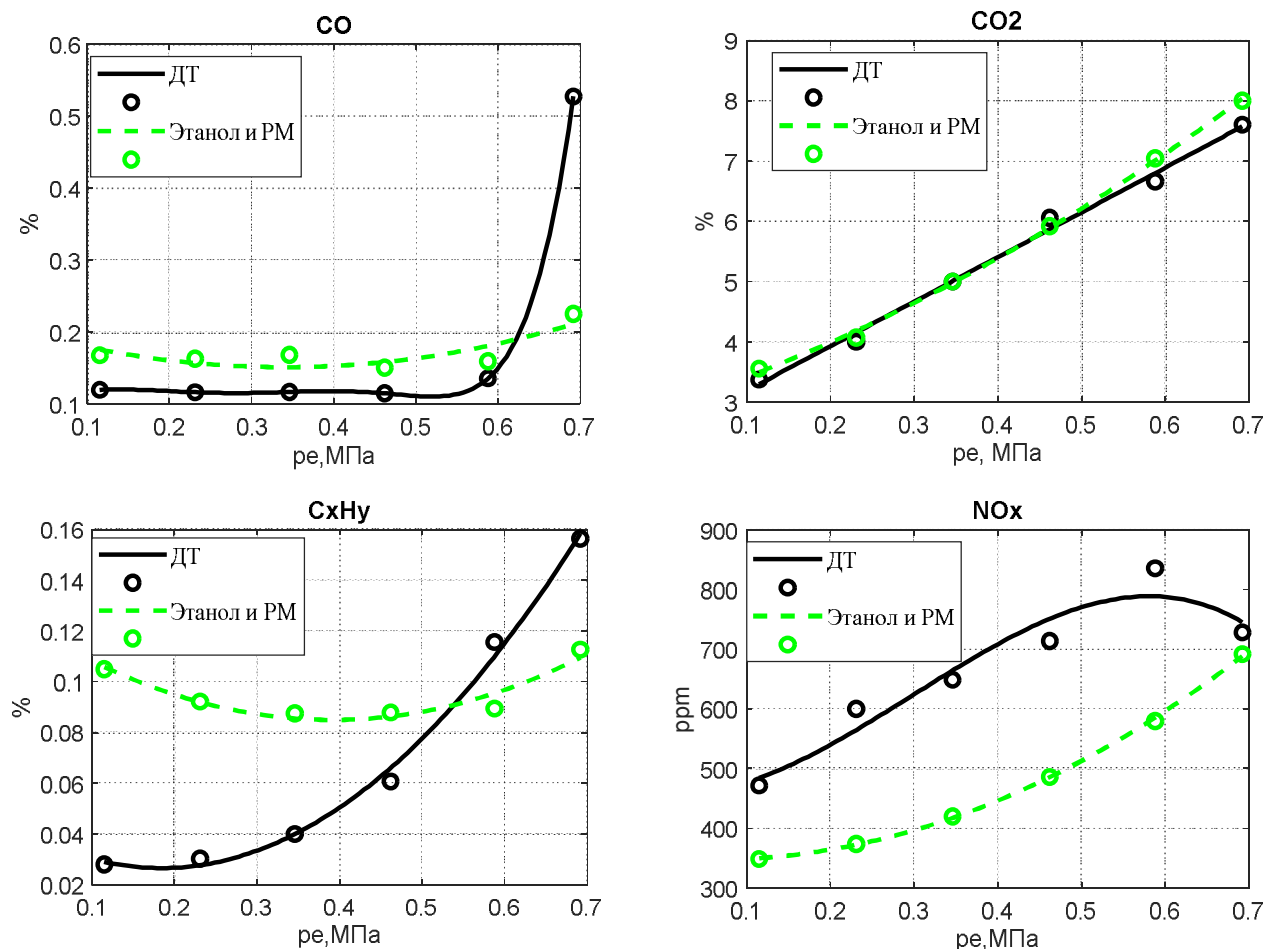 CO
0.6
0.5
0.4
0.3
0.2
0.1
%
ДТ
Этанол и РМ
0.1 0.2 0.3 0.4 0.5 0.6 0.7
pe,МПа
CO2
9
8
7
6
5
4
3
%
ДТ
Этанол и РМ
0.1 0.2 0.3 0.4 0.5 0.6 0.7
pe, МПа
CxHy
0.16
0.14
0.12
0.1
0.08
0.06
0.04
0.02
%
ДТ
Этанол и РМ
0.1 0.2 0.3 0.4 0.5 0.6 0.7
pe,МПа
NOx
900
800
700
600
500
400
300
ppm
ДТ
Этанол и РМ
0.1 0.2 0.3 0.4 0.5 0.6 0.7
pe,МПа